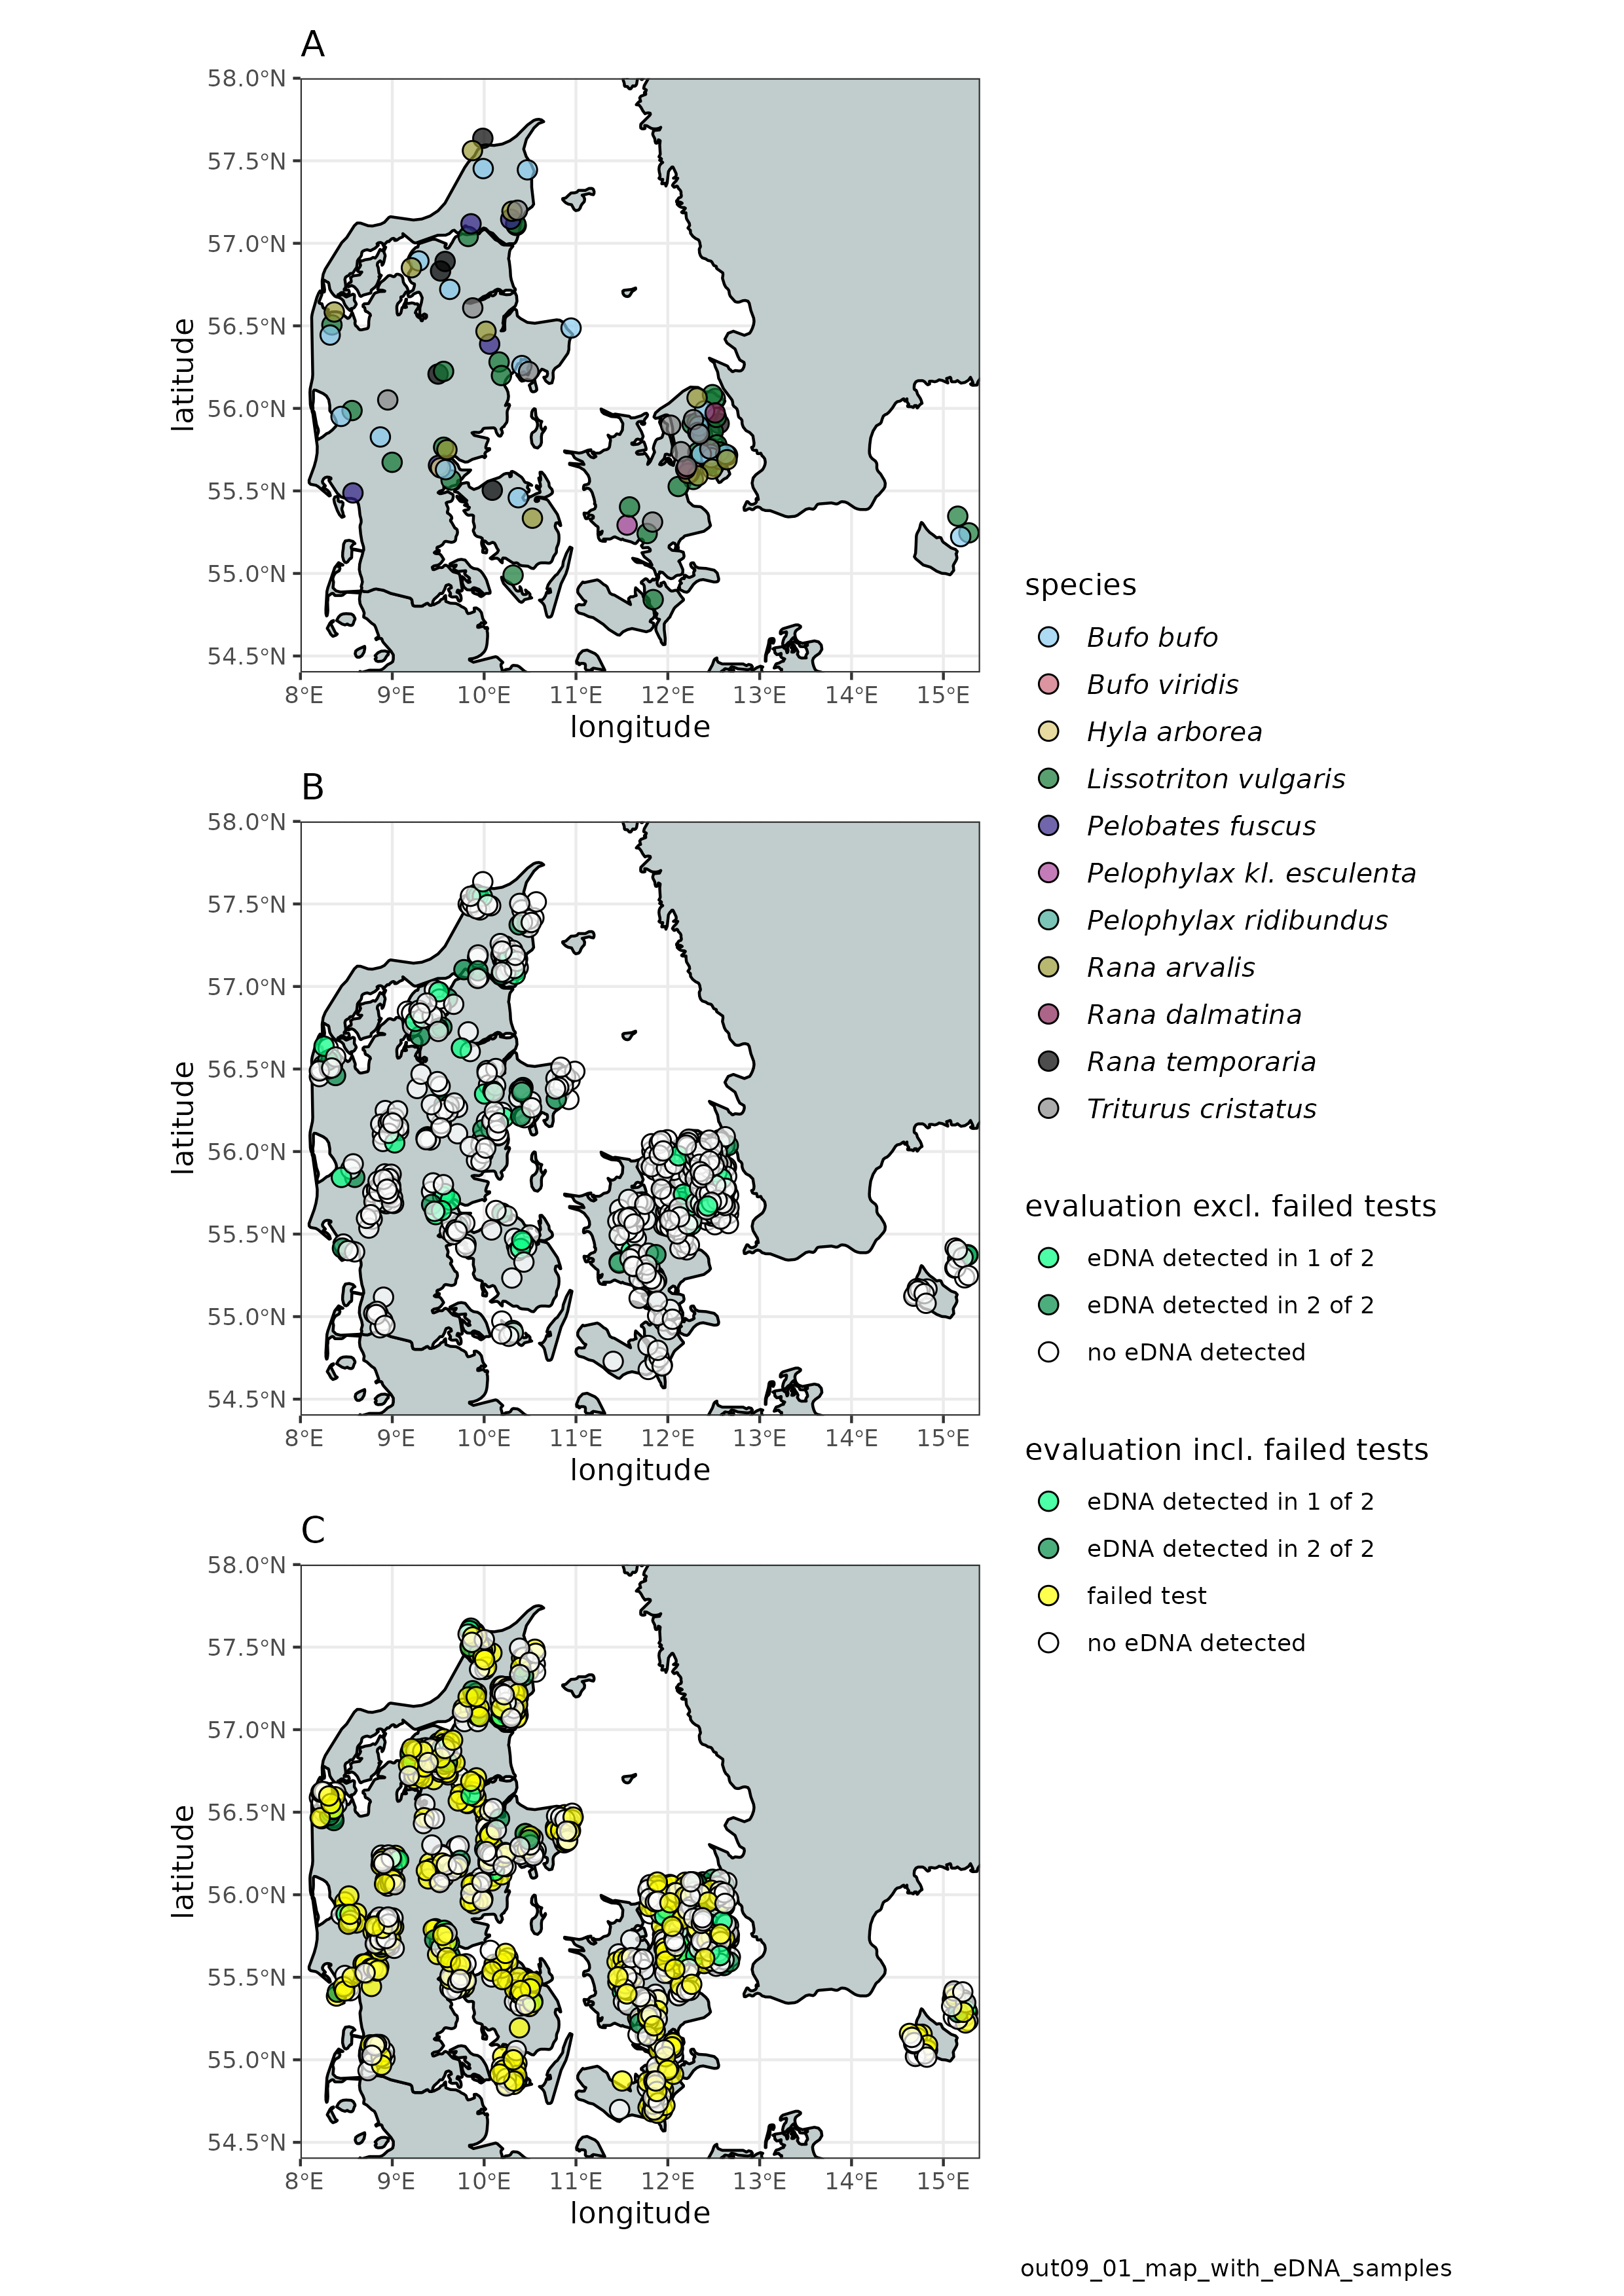 A
58.0°N
57.5°N
57.0°N
56.5°N
56.0°N
55.5°N
55.0°N
54.5°N
latitude
8°E 9°E 10°E 11°E 12°E 13°E 14°E 15°E
longitude
B
58.0°N
57.5°N
57.0°N
56.5°N
56.0°N
55.5°N
55.0°N
54.5°N
latitude
8°E 9°E 10°E 11°E 12°E 13°E 14°E 15°E
longitude
C
58.0°N
57.5°N
57.0°N
56.5°N
56.0°N
55.5°N
55.0°N
54.5°N
latitude
8°E 9°E 10°E 11°E 12°E 13°E 14°E 15°E
longitude
species
Bufo bufo
Bufo viridis
Hyla arborea
Lissotriton vulgaris
Pelobates fuscus
Pelophylax kl. esculenta
Pelophylax ridibundus
Rana arvalis
Rana dalmatina
Rana temporaria
Triturus cristatus
evaluation excl. failed tests
eDNA detected in 1 of 2
eDNA detected in 2 of 2
no eDNA detected
evaluation incl. failed tests
eDNA detected in 1 of 2
eDNA detected in 2 of 2
failed test
no eDNA detected
out09_01_map_with_eDNA_samples